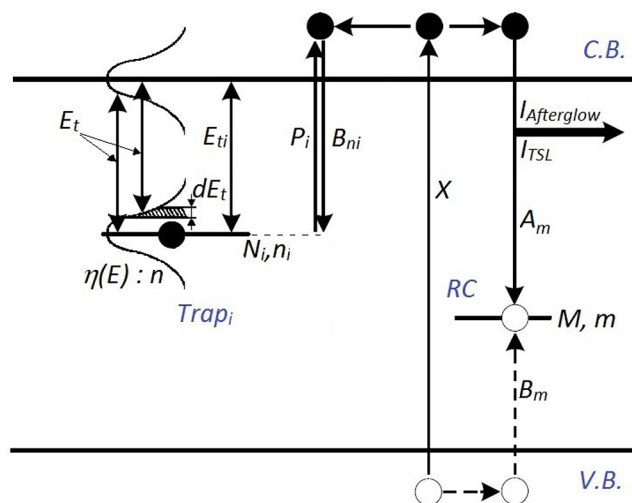 C.B.
I_Afterglow
E_t
E_ti
P_i
B_ni
I_TSL
X
dE_t
A_m
N_i,n_i
η(E) : n
RC
Trap_i
M, m
B_m
V.B.